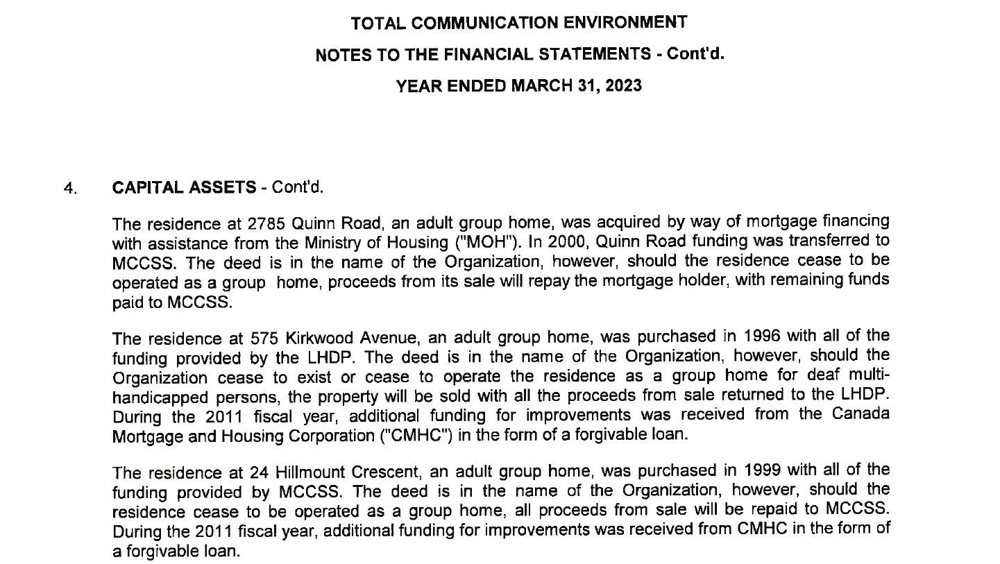 TOTAL COMMUNICATION ENVIRONMENT
NOTES TO THE FINANCIAL STATEMENTS - Cont'd.
YEAR ENDED MARCH 31, 2023
4. CAPITAL ASSETS - Cont'd.
The residence at 2785 Quinn Road, an adult group home, was acquired by way of mortgage financing
with assistance from the Ministry of Housing ("MOH"). In 2000, Quinn Road funding was transferred to
MCCSS. The deed is in the name of the Organization, however, should the residence cease to be
operated as a group home, proceeds from its sale will repay the mortgage holder, with remaining funds
paid to MCCSS.
The residence at 575 Kirkwood Avenue, an adult group home, was purchased in 1996 with all of the
funding provided by the LHDP. The deed is in the name of the Organization, however, should the
Organization cease to exist or cease to operate the residence as a group home for deaf multi-
handicapped persons, the property will be sold with all the proceeds from sale returned to the LHDP.
During the 2011 fiscal year, additional funding for improvements was received from the Canada
Mortgage and Housing Corporation ("CMHC") in the form of a forgivable loan.
The residence at 24 Hillmount Crescent, an adult group home, was purchased in 1999 with all of the
funding provided by MCCSS. The deed is in the name of the Organization, however, should the
residence cease to be operated as a group home, all proceeds from sale will be repaid to MCCSS.
During the 2011 fiscal year, additional funding for improvements was received from CMHC in the form of
a forgivable loan.